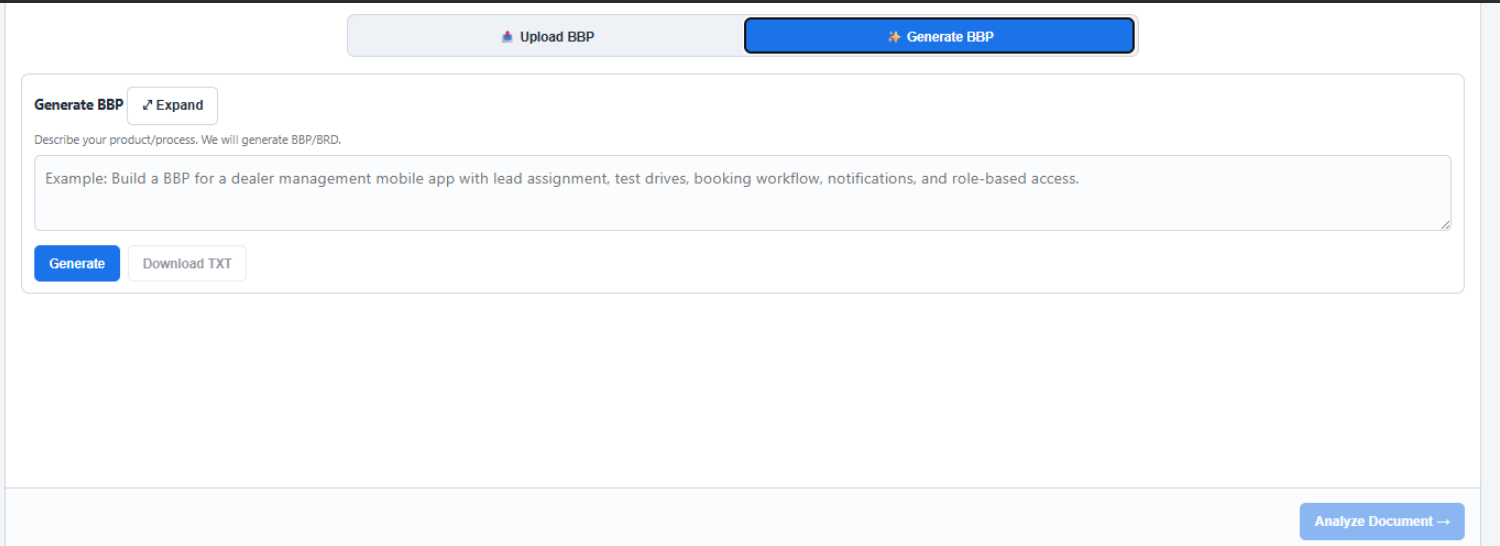 Upload BBP
Generate BBP
Generate BBP
Expand
Describe your product/process. We will generate BBP/BRD.
Example: Build a BBP for a dealer management mobile app with lead assignment, test drives, booking workflow, notifications, and role-based access.
Generate
Download TXT
Analyze Document →